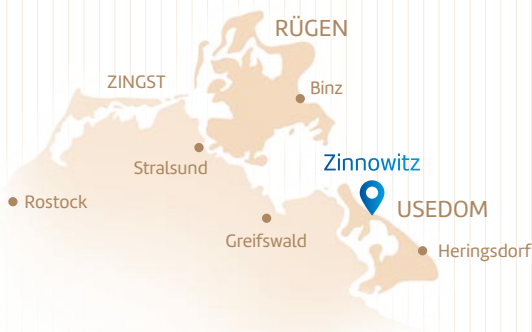 RÜGEN
ZINGST
Binz
Stralsund
Zinnowitz
Rostock
USEDOM
Greifswald
Heringsdorf